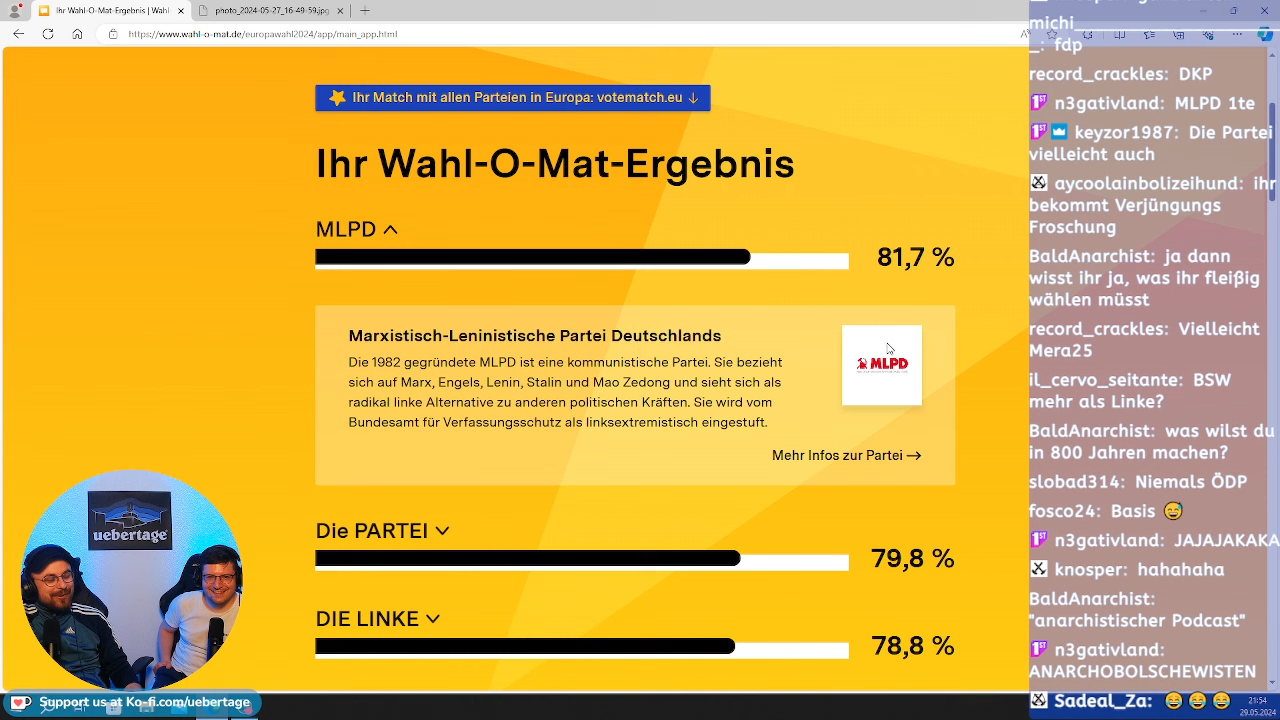 Ihr Wahl-O-Mat-Ergebnis | Wahl
photo_2024-05-27_16-49-59.jpg
https://www.wahl-o-mat.de/europawahl2024/app/main_app.html
Ihr Match mit allen Parteien in Europa: votematch.eu ↓
Ihr Wahl-O-Mat-Ergebnis
MLPD
81,7 %
Marxistisch-Leninistische Partei Deutschlands
Die 1982 gegründete MLPD ist eine kommunistische Partei. Sie bezieht
sich auf Marx, Engels, Lenin, Stalin und Mao Zedong und sieht sich als
radikal linke Alternative zu anderen politischen Kräften. Sie wird vom
Bundesamt für Verfassungsschutz als linksextremistisch eingestuft.
MLPD
Mehr Infos zur Partei →
Die PARTEI
79,8 %
DIE LINKE
78,8 %
uebertage
Support us at Ko-fi.com/uebertage
michi
_: fdp
record_crackles: DKP
n3gativland: MLPD 1te
keyzor1987: Die Partei
vielleicht auch
aycoolainbolizeihund: ihr
bekommt Verjüngungs
Froschung
BaldAnarchist: ja dann
wisst ihr ja, was ihr fleißig
wählen müsst
record_crackles: Vielleicht
Mera25
il_cervo_seitante: BSW
mehr als Linke?
BaldAnarchist: was wilst du
in 800 Jahren machen?
slobad314: Niemals ÖDP
fosco24: Basis 😅
n3gativland: JAJAJAKAKA
knosper: hahahaha
BaldAnarchist:
"anarchistischer Podcast"
n3gativland:
ANARCHOBOLSCHEWISTEN
Sadeal_Za: 😂😂😂
21:54
29.05.2024